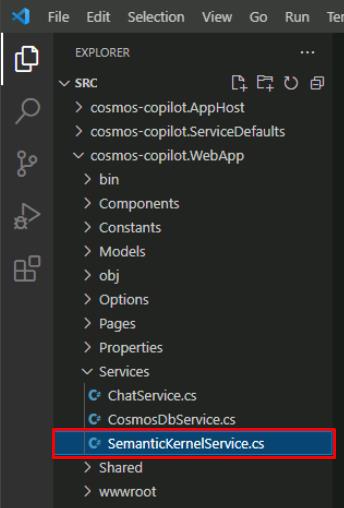 File Edit Selection View Go Run
EXPLORER ...
SRC
cosmos-copilot.AppHost
cosmos-copilot.ServiceDefaults
cosmos-copilot.WebApp
bin
Components
Constants
Models
obj
Options
Pages
Properties
Services
C# ChatService.cs
C# CosmosDbService.cs
C# SemanticKernelService.cs
Shared
wwwroot